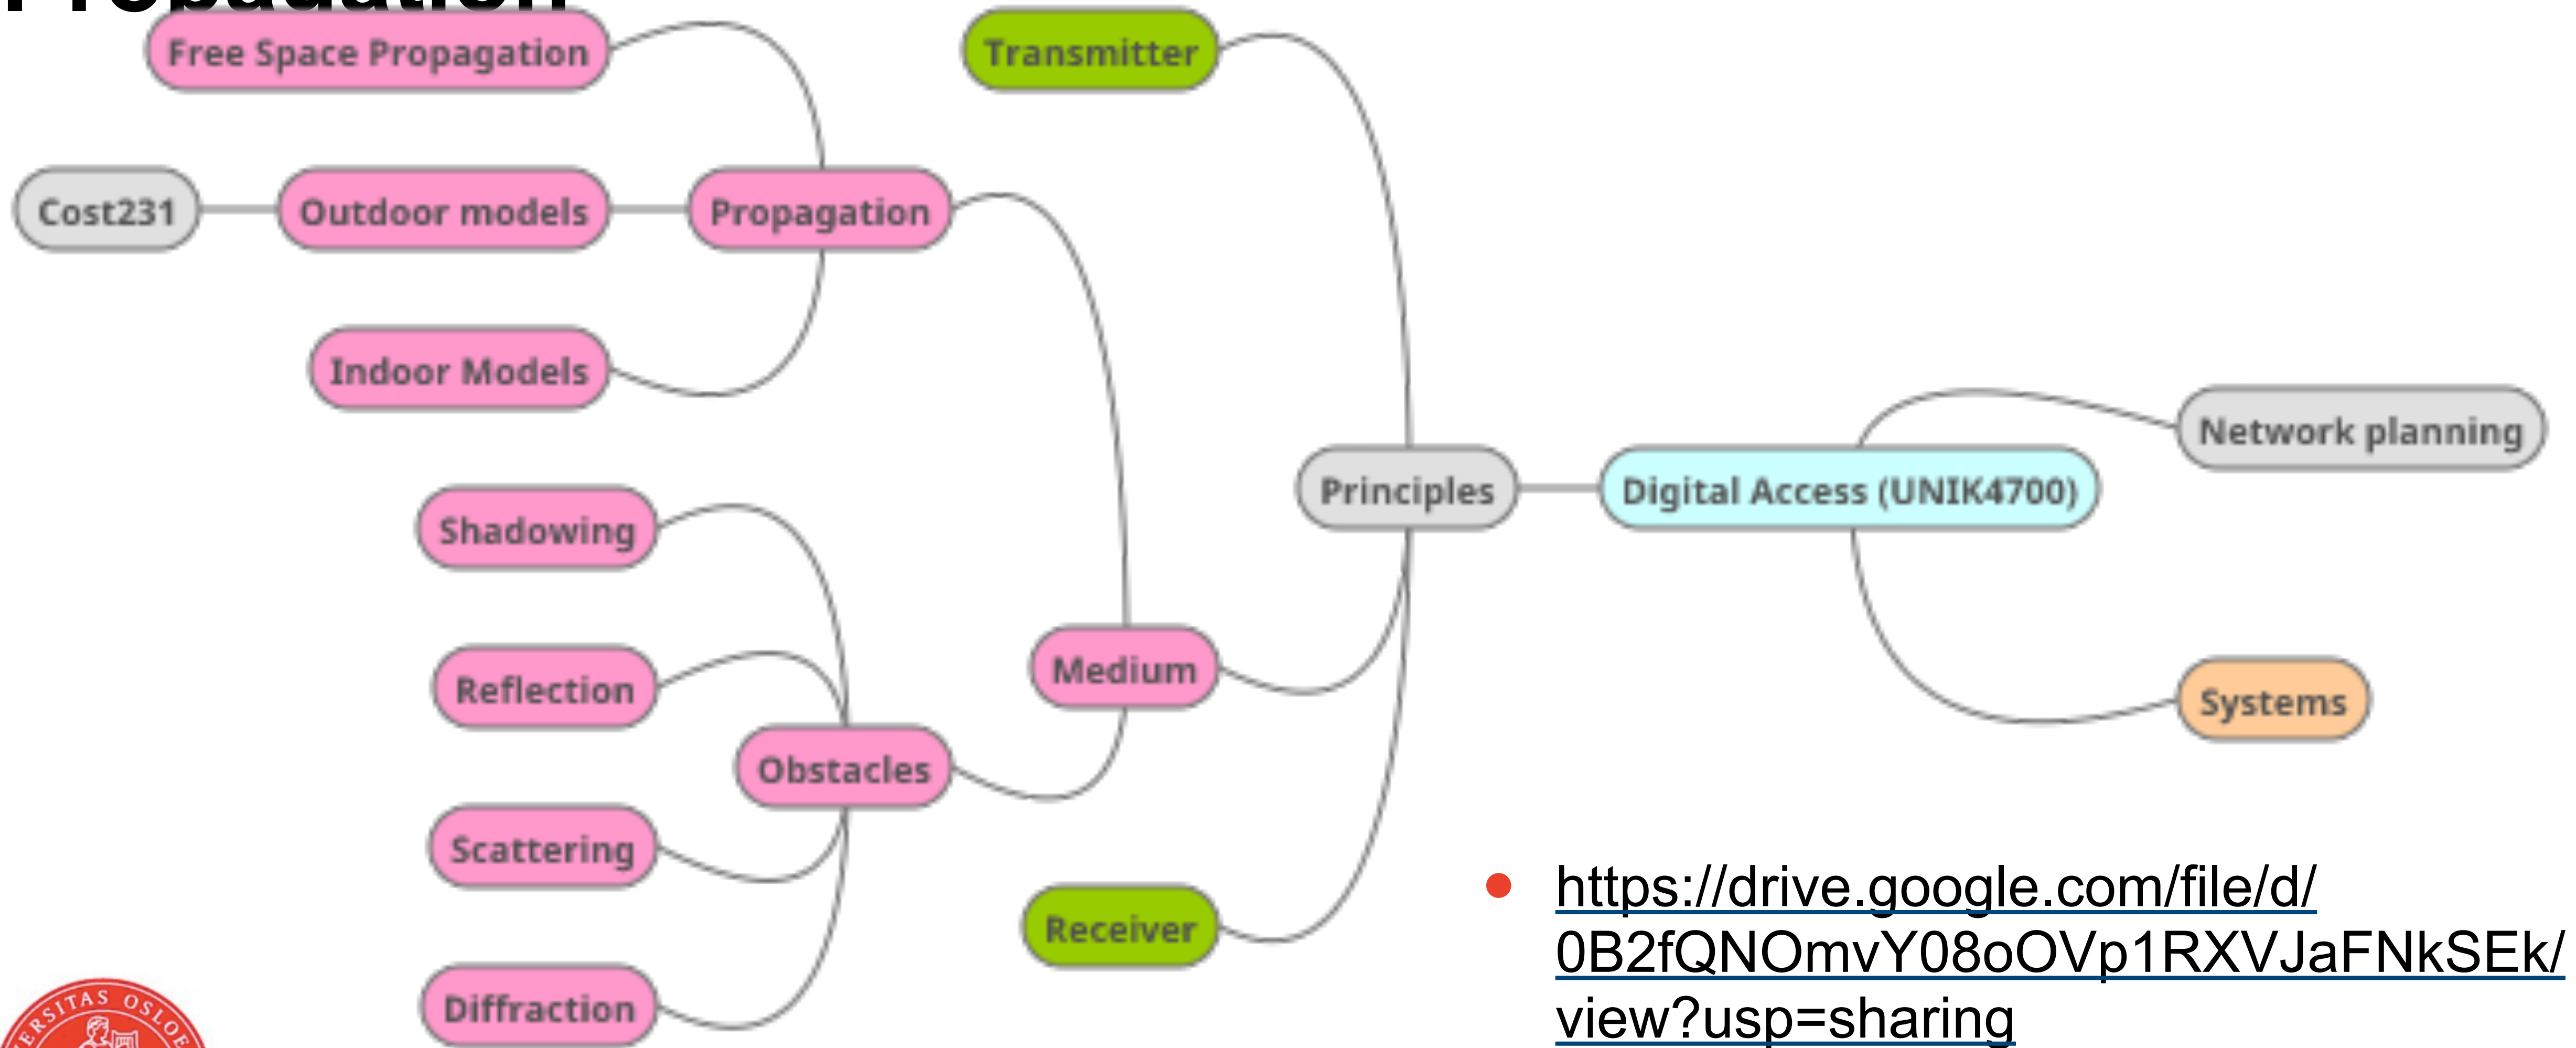 Propagation
Free Space Propagation
Transmitter
Cost231
Outdoor models
Propagation
Indoor Models
Network planning
Principles
Digital Access (UNIK4700)
Shadowing
Reflection
Medium
Systems
Obstacles
Scattering
Receiver
Diffraction
https://drive.google.com/file/d/
0B2fQNOmvY08oOVp1RXVJaFNkSEk/
view?usp=sharing